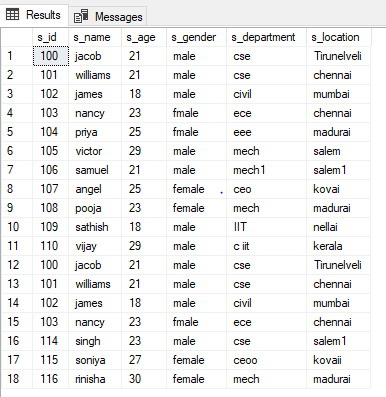 Results Messages
s_id s_name s_age s_gender s_department s_location
1 100 jacob 21 male cse Tirunelveli
2 101 williams 21 male cse chennai
3 102 james 18 male civil mumbai
4 103 nancy 23 fmale ece chennai
5 104 priya 25 fmale eee madurai
6 105 victor 29 male mech salem
7 106 samuel 21 male mech1 salem1
8 107 angel 25 female ceo kovai
9 108 pooja 23 female mech madurai
10 109 sathish 18 male IIT nellai
11 110 vijay 29 male c iit kerala
12 100 jacob 21 male cse Tirunelveli
13 101 williams 21 male cse chennai
14 102 james 18 male civil mumbai
15 103 nancy 23 fmale ece chennai
16 114 singh 23 male cse salem1
17 115 soniya 27 female ceoo kovaii
18 116 rinisha 30 female mech madurai